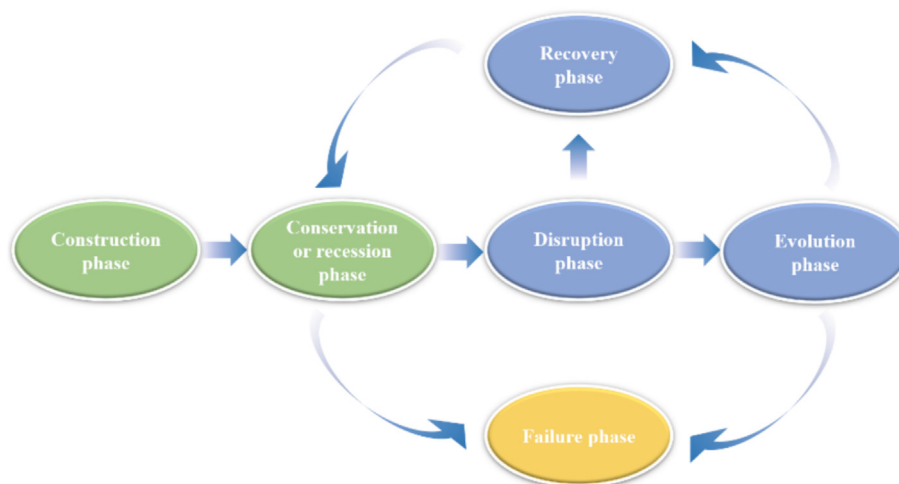 Recovery
phase
Construction
phase
Conservation
or recession
phase
Disruption
phase
Evolution
phase
Failure phase